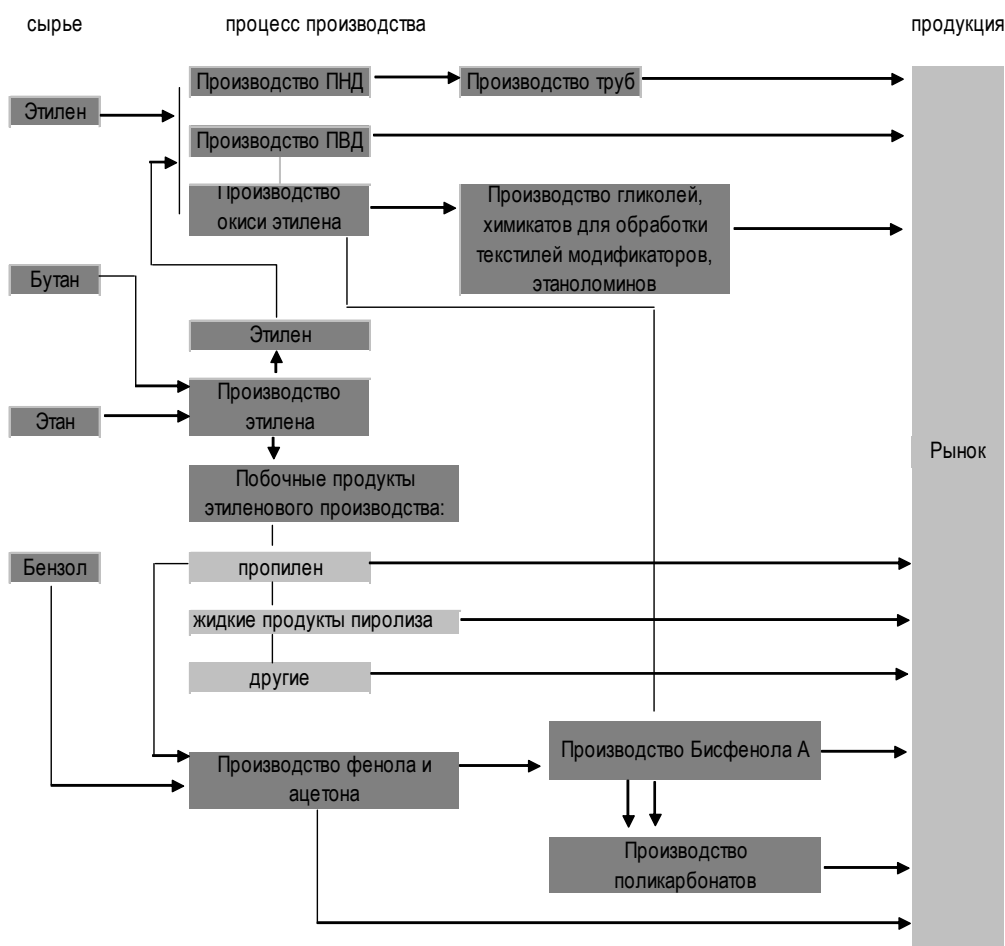 сырье
процесс производства
продукция
Производство ПНД
Производство труб
Этилен
Производство ПВД
Производство
окиси этилена
Производство гликолей,
химикатов для обработки
текстилей модификаторов,
этаноломинов
Бутан
Этилен
Производство
этилена
Этан
Рынок
Побочные продукты
этиленового производства:
Бензол
пропилен
жидкие продукты пиролиза
другие
Производство Бисфенола А
Производство фенола и
ацетона
Производство
поликарбонатов